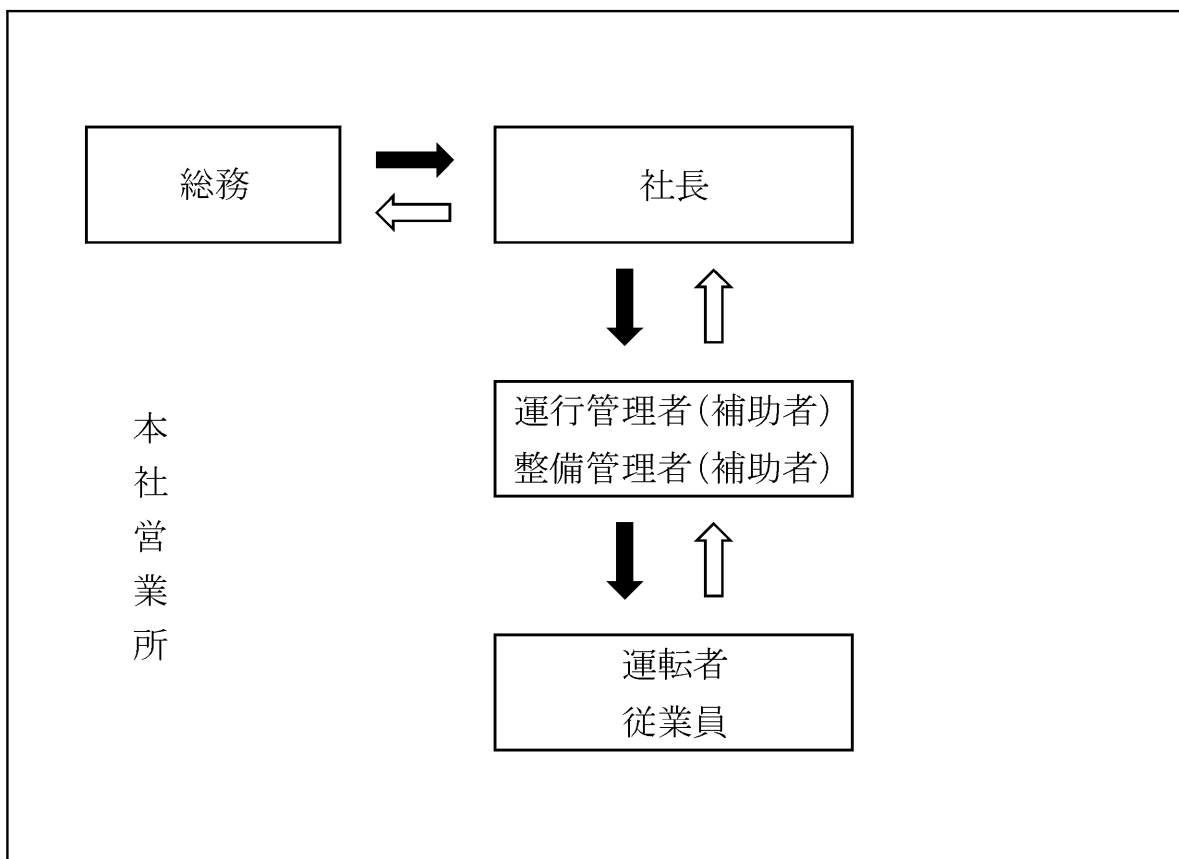 総務
社長
運行管理者(補助者)
整備管理者(補助者)
本社営業所
運転者
従業員